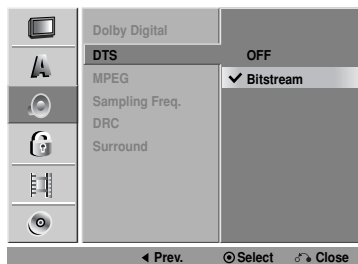 Dolby Digital
DTS
OFF
MPEG
Bitstream
Sampling Freq.
DRC
Surround
Prev.
Select
Close